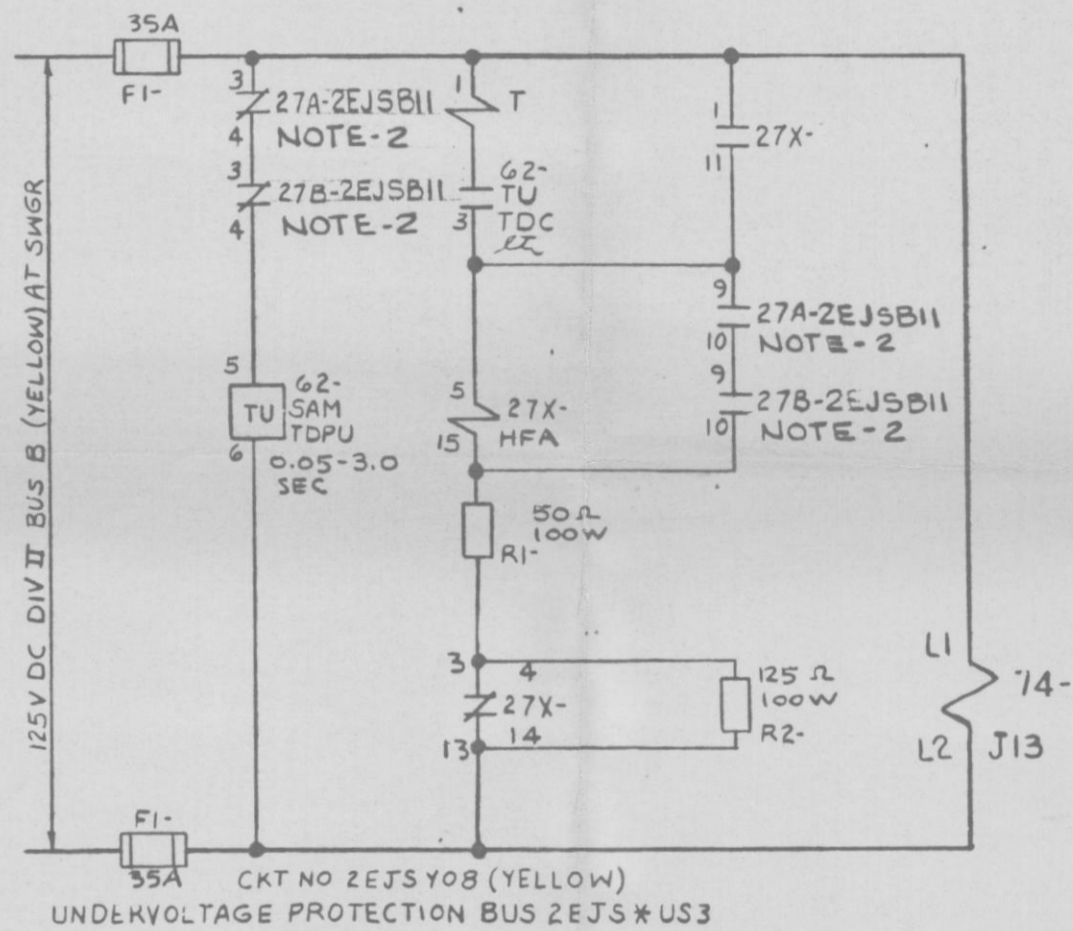 35A
F1-
3
27A-2EJSB11
4
NOTE-2
3
27B-2EJSB11
4
NOTE-2
1
T
62-
TU
3
TDC
1
27X-
11
9
27A-2EJSB11
10
NOTE-2
9
27B-2EJSB11
10
NOTE-2
5
62-
TU
SAM
TDPU
6
0.05-3.0
SEC
5
27X-
15
HFA
50Ω
100W
R1-
3
4
27X-
13
14
125 Ω
100W
R2-
L1
74-
L2
J13
125V DC DIV II BUS B (YELLOW) AT SWGR
F1-
35A
CKT NO 2EJSY08 (YELLOW)
UNDERVOLTAGE PROTECTION BUS 2EJS*US3